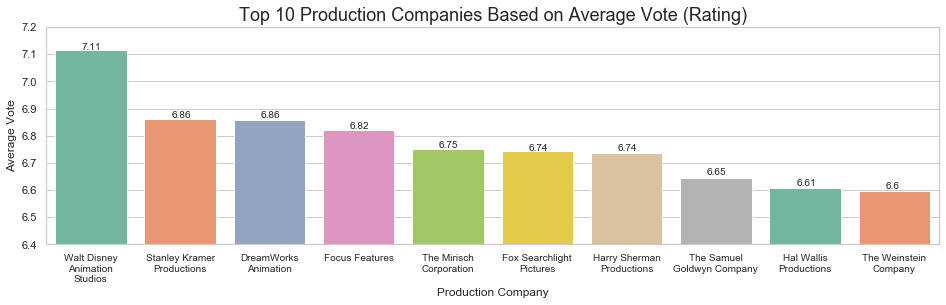 Top 10 Production Companies Based on Average Vote (Rating)
7.2
7.1
7.0
6.9
6.8
6.7
6.6
6.5
6.4
Average Vote
7.11
6.86
6.86
6.82
6.75
6.74
6.74
6.65
6.61
6.6
Walt Disney
Animation
Studios
Stanley Kramer
Productions
DreamWorks
Animation
Focus Features
The Mirisch
Corporation
Fox Searchlight
Pictures
Harry Sherman
Productions
The Samuel
Goldwyn Company
Hal Wallis
Productions
The Weinstein
Company
Production Company